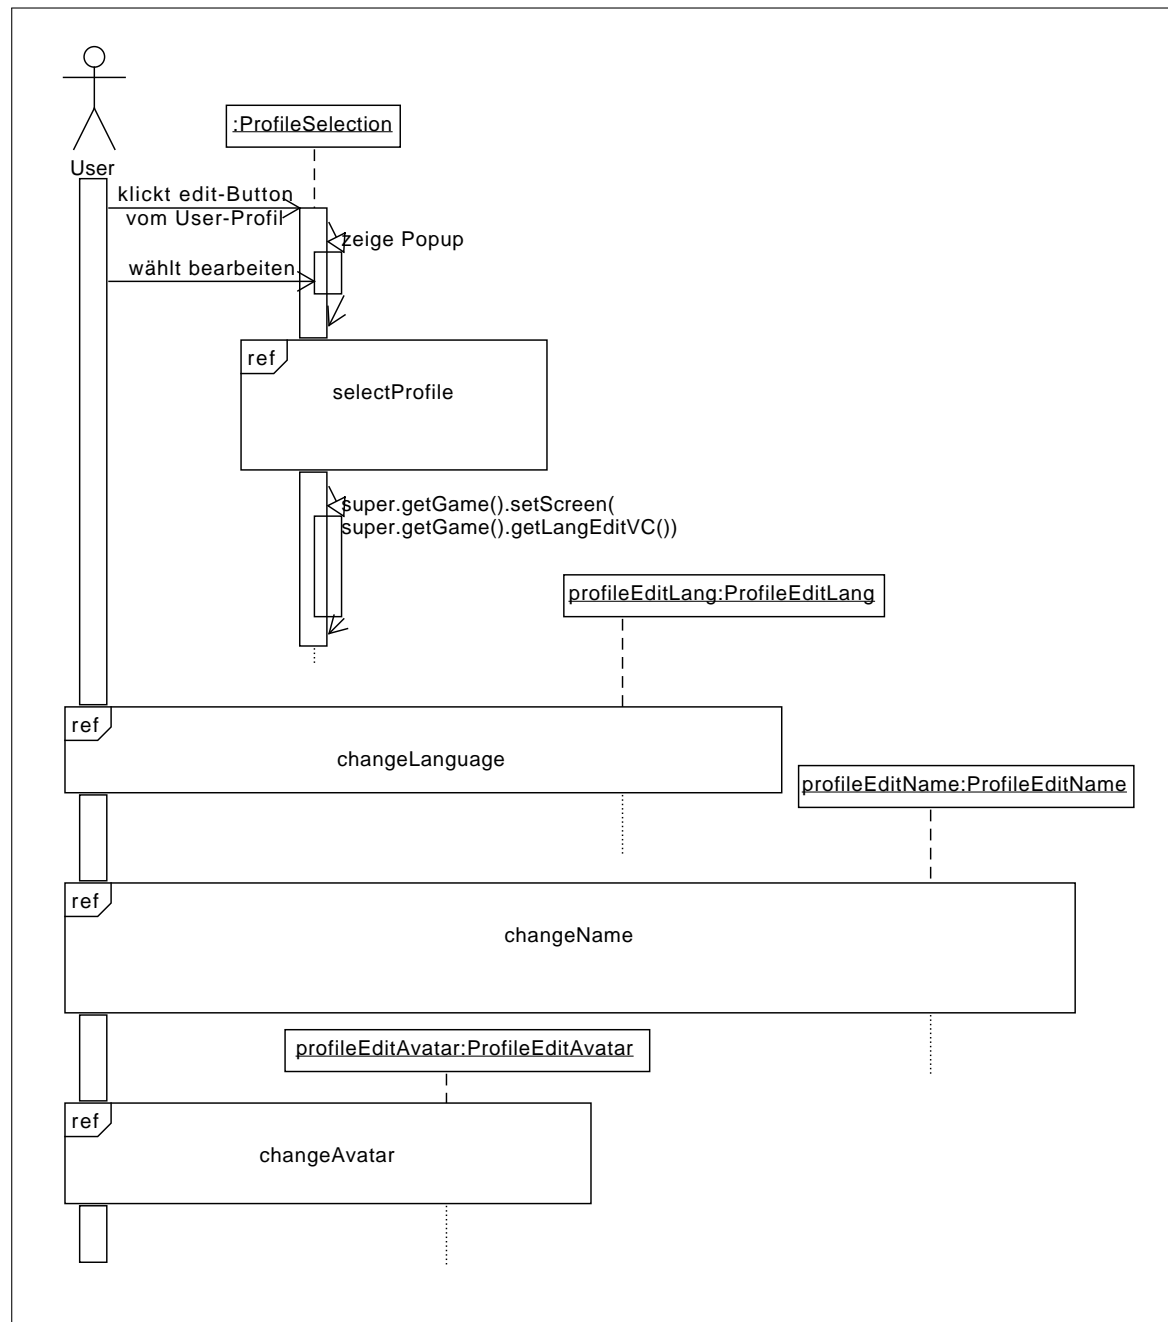 User
:ProfileSelection
klickt edit-Button
vom User-Profil
zeige Popup
wählt bearbeiten
ref
selectProfile
super.getGame().setScreen(
super.getGame().getLangEditVC())
profileEditLang:ProfileEditLang
ref
changeLanguage
profileEditName:ProfileEditName
ref
changeName
profileEditAvatar:ProfileEditAvatar
ref
changeAvatar